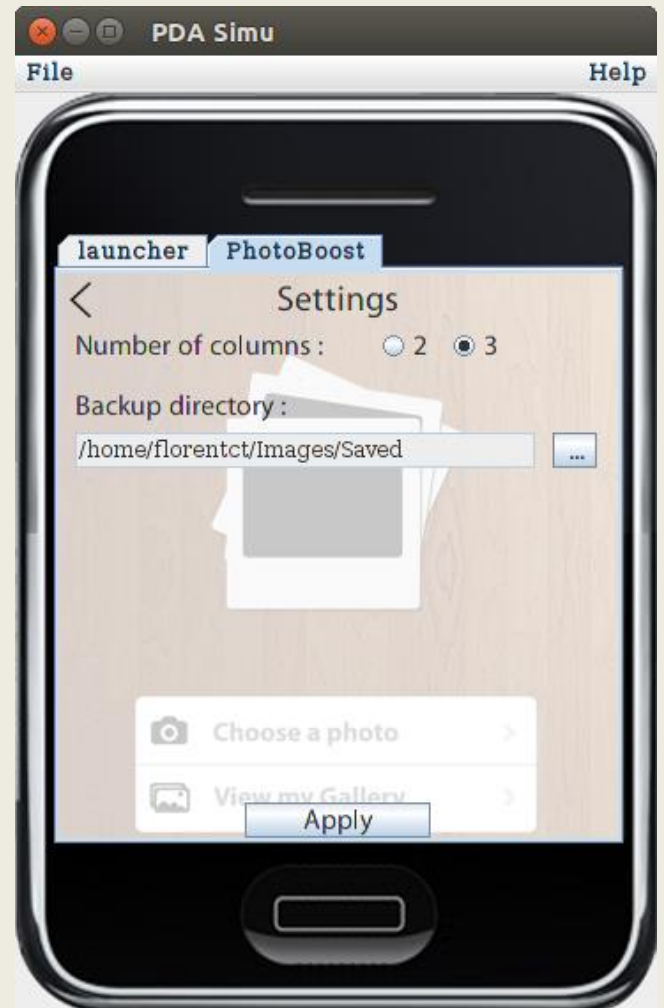 PDA Simu
File Help
launcher PhotoBoost
Settings
Number of columns : 2 3
Backup directory :
/home/florentct/Images/Saved ...
Choose a photo
View my Gallery
Apply